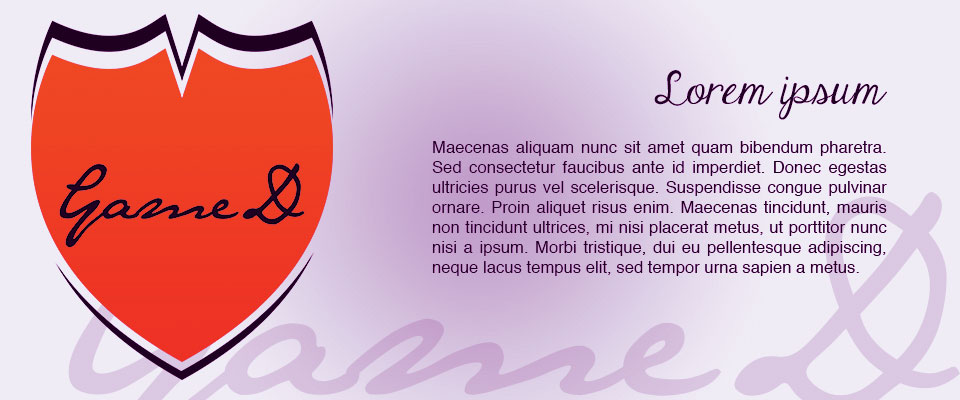 Game D
Lorem ipsum
Maecenas aliquam nunc sit amet quam bibendum pharetra.
Sed consectetur faucibus ante id imperdiet. Donec egestas
ultricies purus vel scelerisque. Suspendisse congue pulvinar
ornare. Proin aliquet risus enim. Maecenas tincidunt, mauris
non tincidunt ultrices, mi nisi placerat metus, ut porttitor nunc
nisi a ipsum. Morbi tristique, dui eu pellentesque adipiscing,
neque lacus tempus elit, sed tempor urna sapien a metus.
Game D